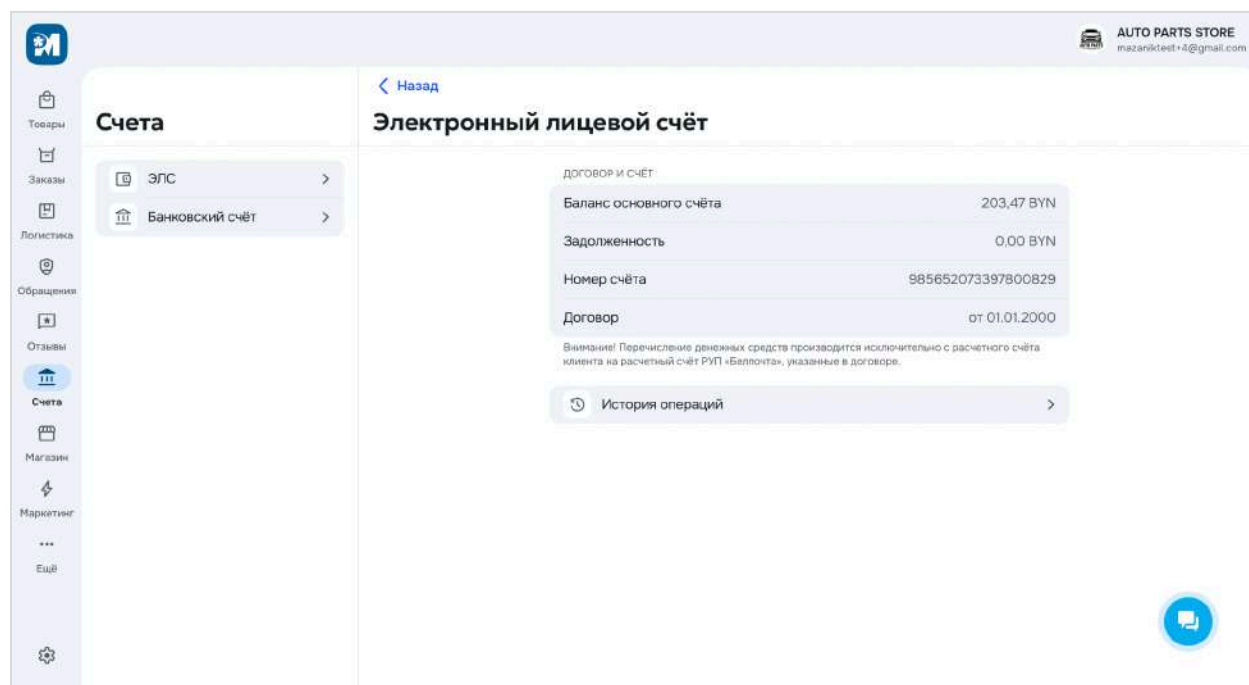 AUTO PARTS STORE
mazaniktest+4@gmail.com
Товары
Заказы
Логистика
Обращения
Отзывы
Счета
Магазин
Маркетинг
Ещё
Счета
ЭЛС
Банковский счёт
Назад
Электронный лицевой счёт
ДОГОВОР И СЧЁТ
Баланс основного счёта 203,47 BYN
Задолженность 0,00 BYN
Номер счёта 985652073397800829
Договор от 01.01.2000
Внимание! Перечисление денежных средств производится исключительно с расчетного счёта
клиента на расчетный счёт РУП «Белпочта», указанные в договоре.
История операций